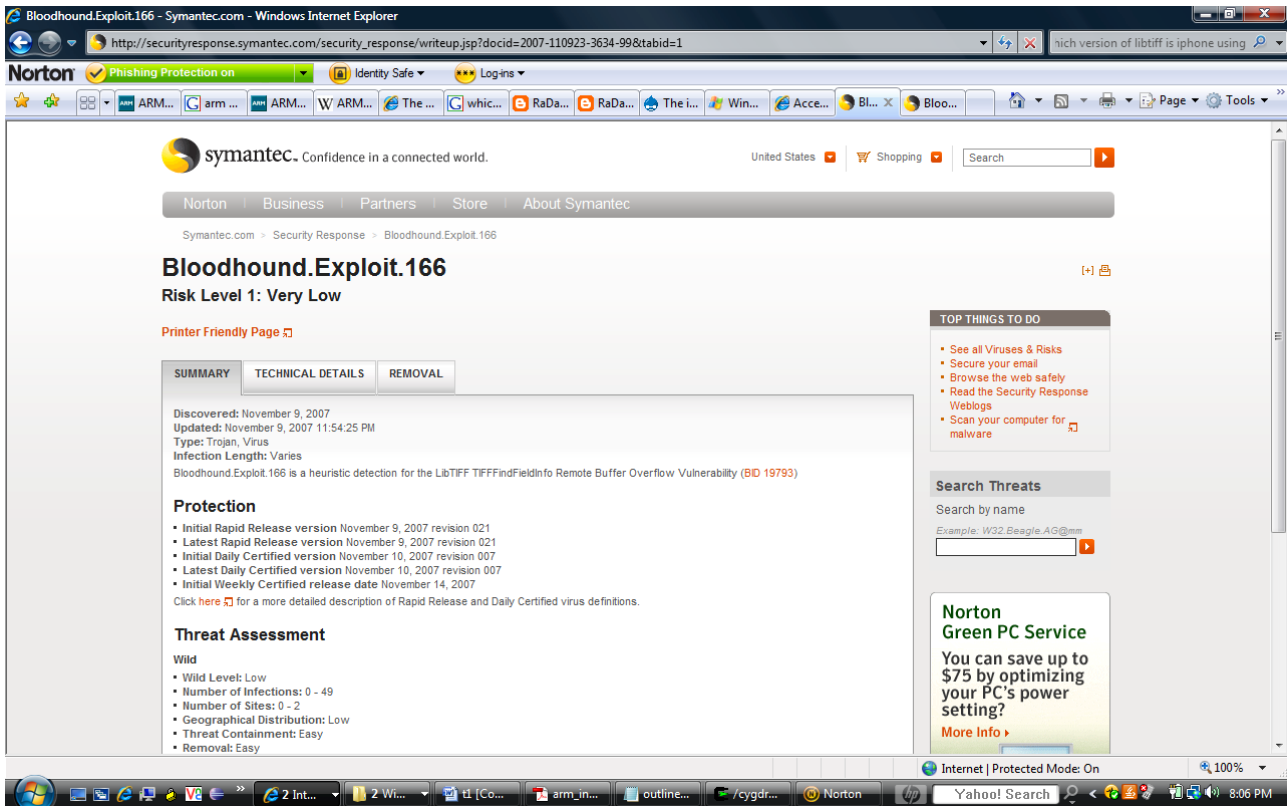 Bloodhound.Exploit.166 - Symantec.com - Windows Internet Explorer
http://securityresponse.symantec.com/security_response/writeup.jsp?docid=2007-110923-3634-99&tabid=1
hich version of libtiff is iphone using
Norton Phishing Protection on Identity Safe Log-ins
ARM... arm ... ARM... ARM... The ... whic... RaDa... RaDa... The i... Win... Acce... Bl... Bloo... Page Tools
symantec. Confidence in a connected world.
United States Shopping Search
Norton Business Partners Store About Symantec
Symantec.com > Security Response > Bloodhound.Exploit.166
Bloodhound.Exploit.166
[+]
Risk Level 1: Very Low
Printer Friendly Page
SUMMARY TECHNICAL DETAILS REMOVAL
Discovered: November 9, 2007
Updated: November 9, 2007 11:54:25 PM
Type: Trojan, Virus
Infection Length: Varies
Bloodhound.Exploit.166 is a heuristic detection for the LibTIFF TIFFFindFieldInfo Remote Buffer Overflow Vulnerability (BID 19793)
Protection
▪ Initial Rapid Release version November 9, 2007 revision 021
▪ Latest Rapid Release version November 9, 2007 revision 021
▪ Initial Daily Certified version November 10, 2007 revision 007
▪ Latest Daily Certified version November 10, 2007 revision 007
▪ Initial Weekly Certified release date November 14, 2007
Click here for a more detailed description of Rapid Release and Daily Certified virus definitions.
Threat Assessment
Wild
▪ Wild Level: Low
▪ Number of Infections: 0 - 49
▪ Number of Sites: 0 - 2
▪ Geographical Distribution: Low
▪ Threat Containment: Easy
▪ Removal: Easy
TOP THINGS TO DO
▪ See all Viruses & Risks
▪ Secure your email
▪ Browse the web safely
▪ Read the Security Response
Weblogs
▪ Scan your computer for
malware
Search Threats
Search by name
Example: W32.Beagle.AG@mm
Norton
Green PC Service
You can save up to
$75 by optimizing
your PC's power
setting?
More Info
Internet | Protected Mode: On 100%
2 Int... 2 Wi... t1 [Co... arm_in... outline... /cygdr... Norton Yahoo! Search 8:06 PM